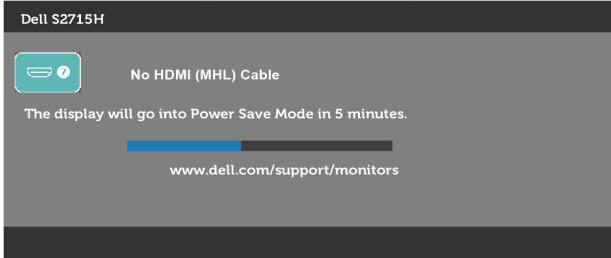 Dell S2715H
No HDMI (MHL) Cable
The display will go into Power Save Mode in 5 minutes.
www.dell.com/support/monitors